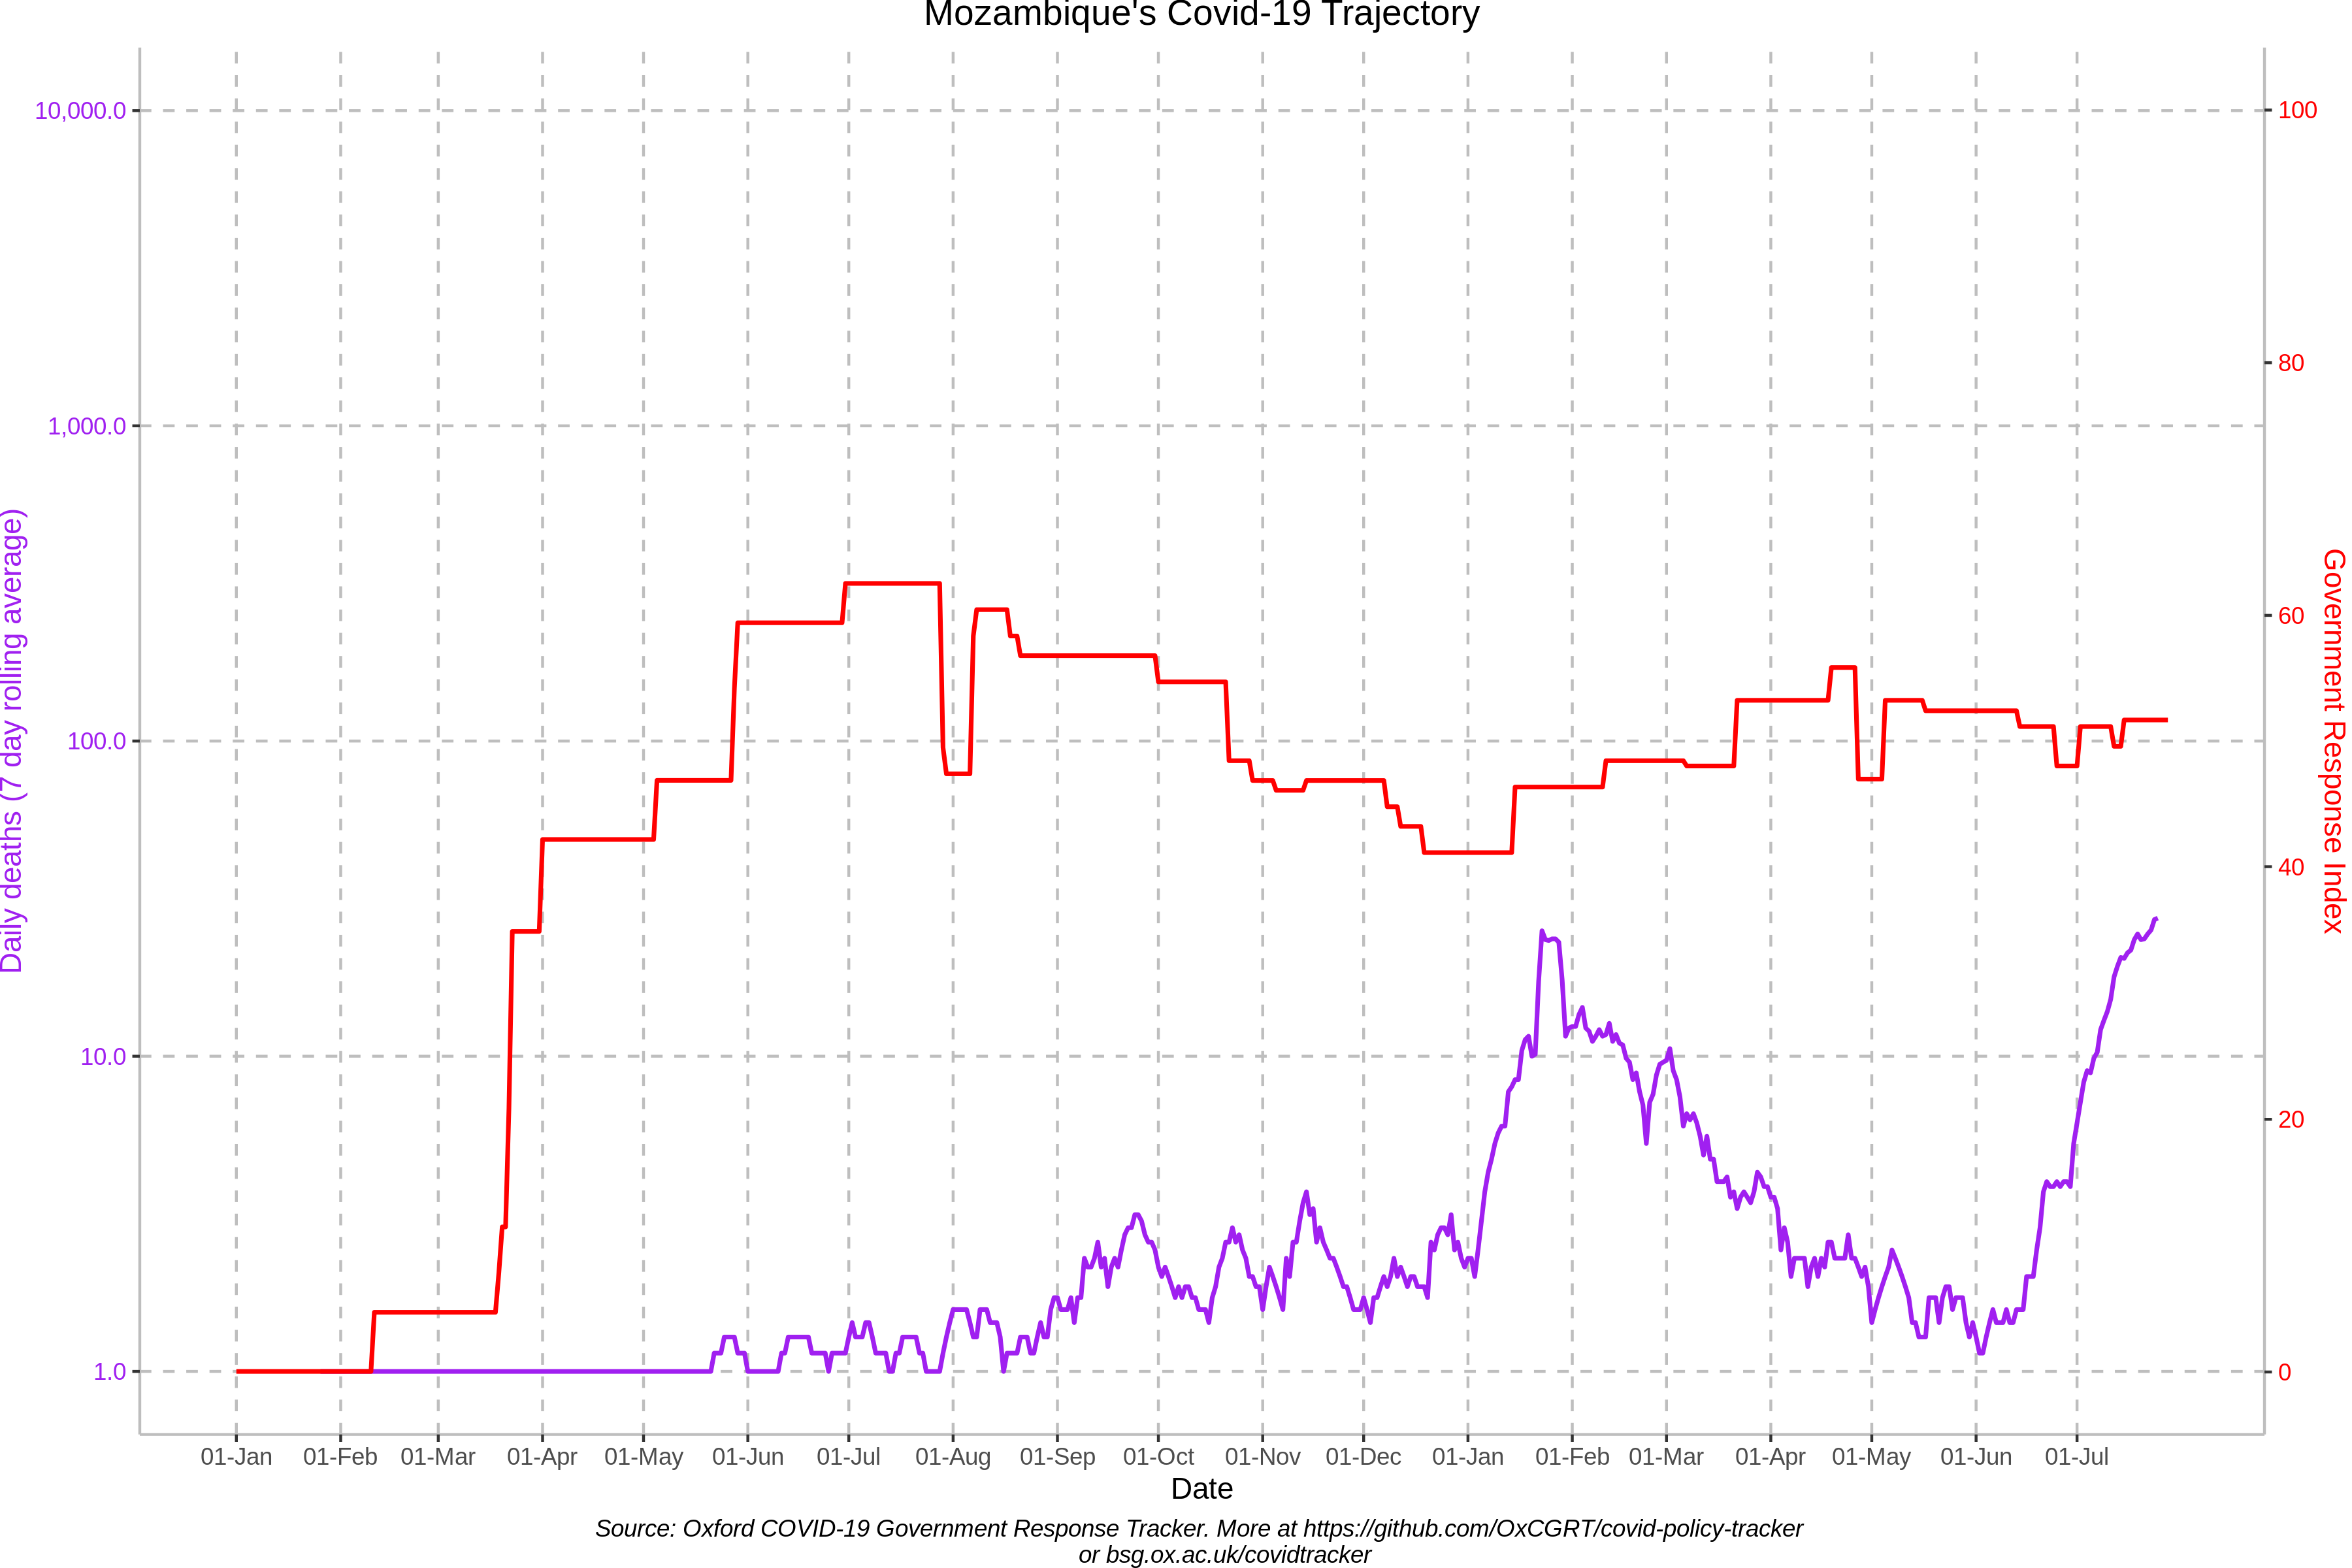 Mozambique's Covid-19 Trajectory
10,000.0
1,000.0
100.0
10.0
1.0
Daily deaths (7 day rolling average)
100
80
60
40
20
0
Government Response Index
01-Jan 01-Feb 01-Mar 01-Apr 01-May 01-Jun 01-Jul 01-Aug 01-Sep 01-Oct 01-Nov 01-Dec 01-Jan 01-Feb 01-Mar 01-Apr 01-May 01-Jun 01-Jul
Date
Source: Oxford COVID-19 Government Response Tracker. More at https://github.com/OxCGRT/covid-policy-tracker
or bsg.ox.ac.uk/covidtracker